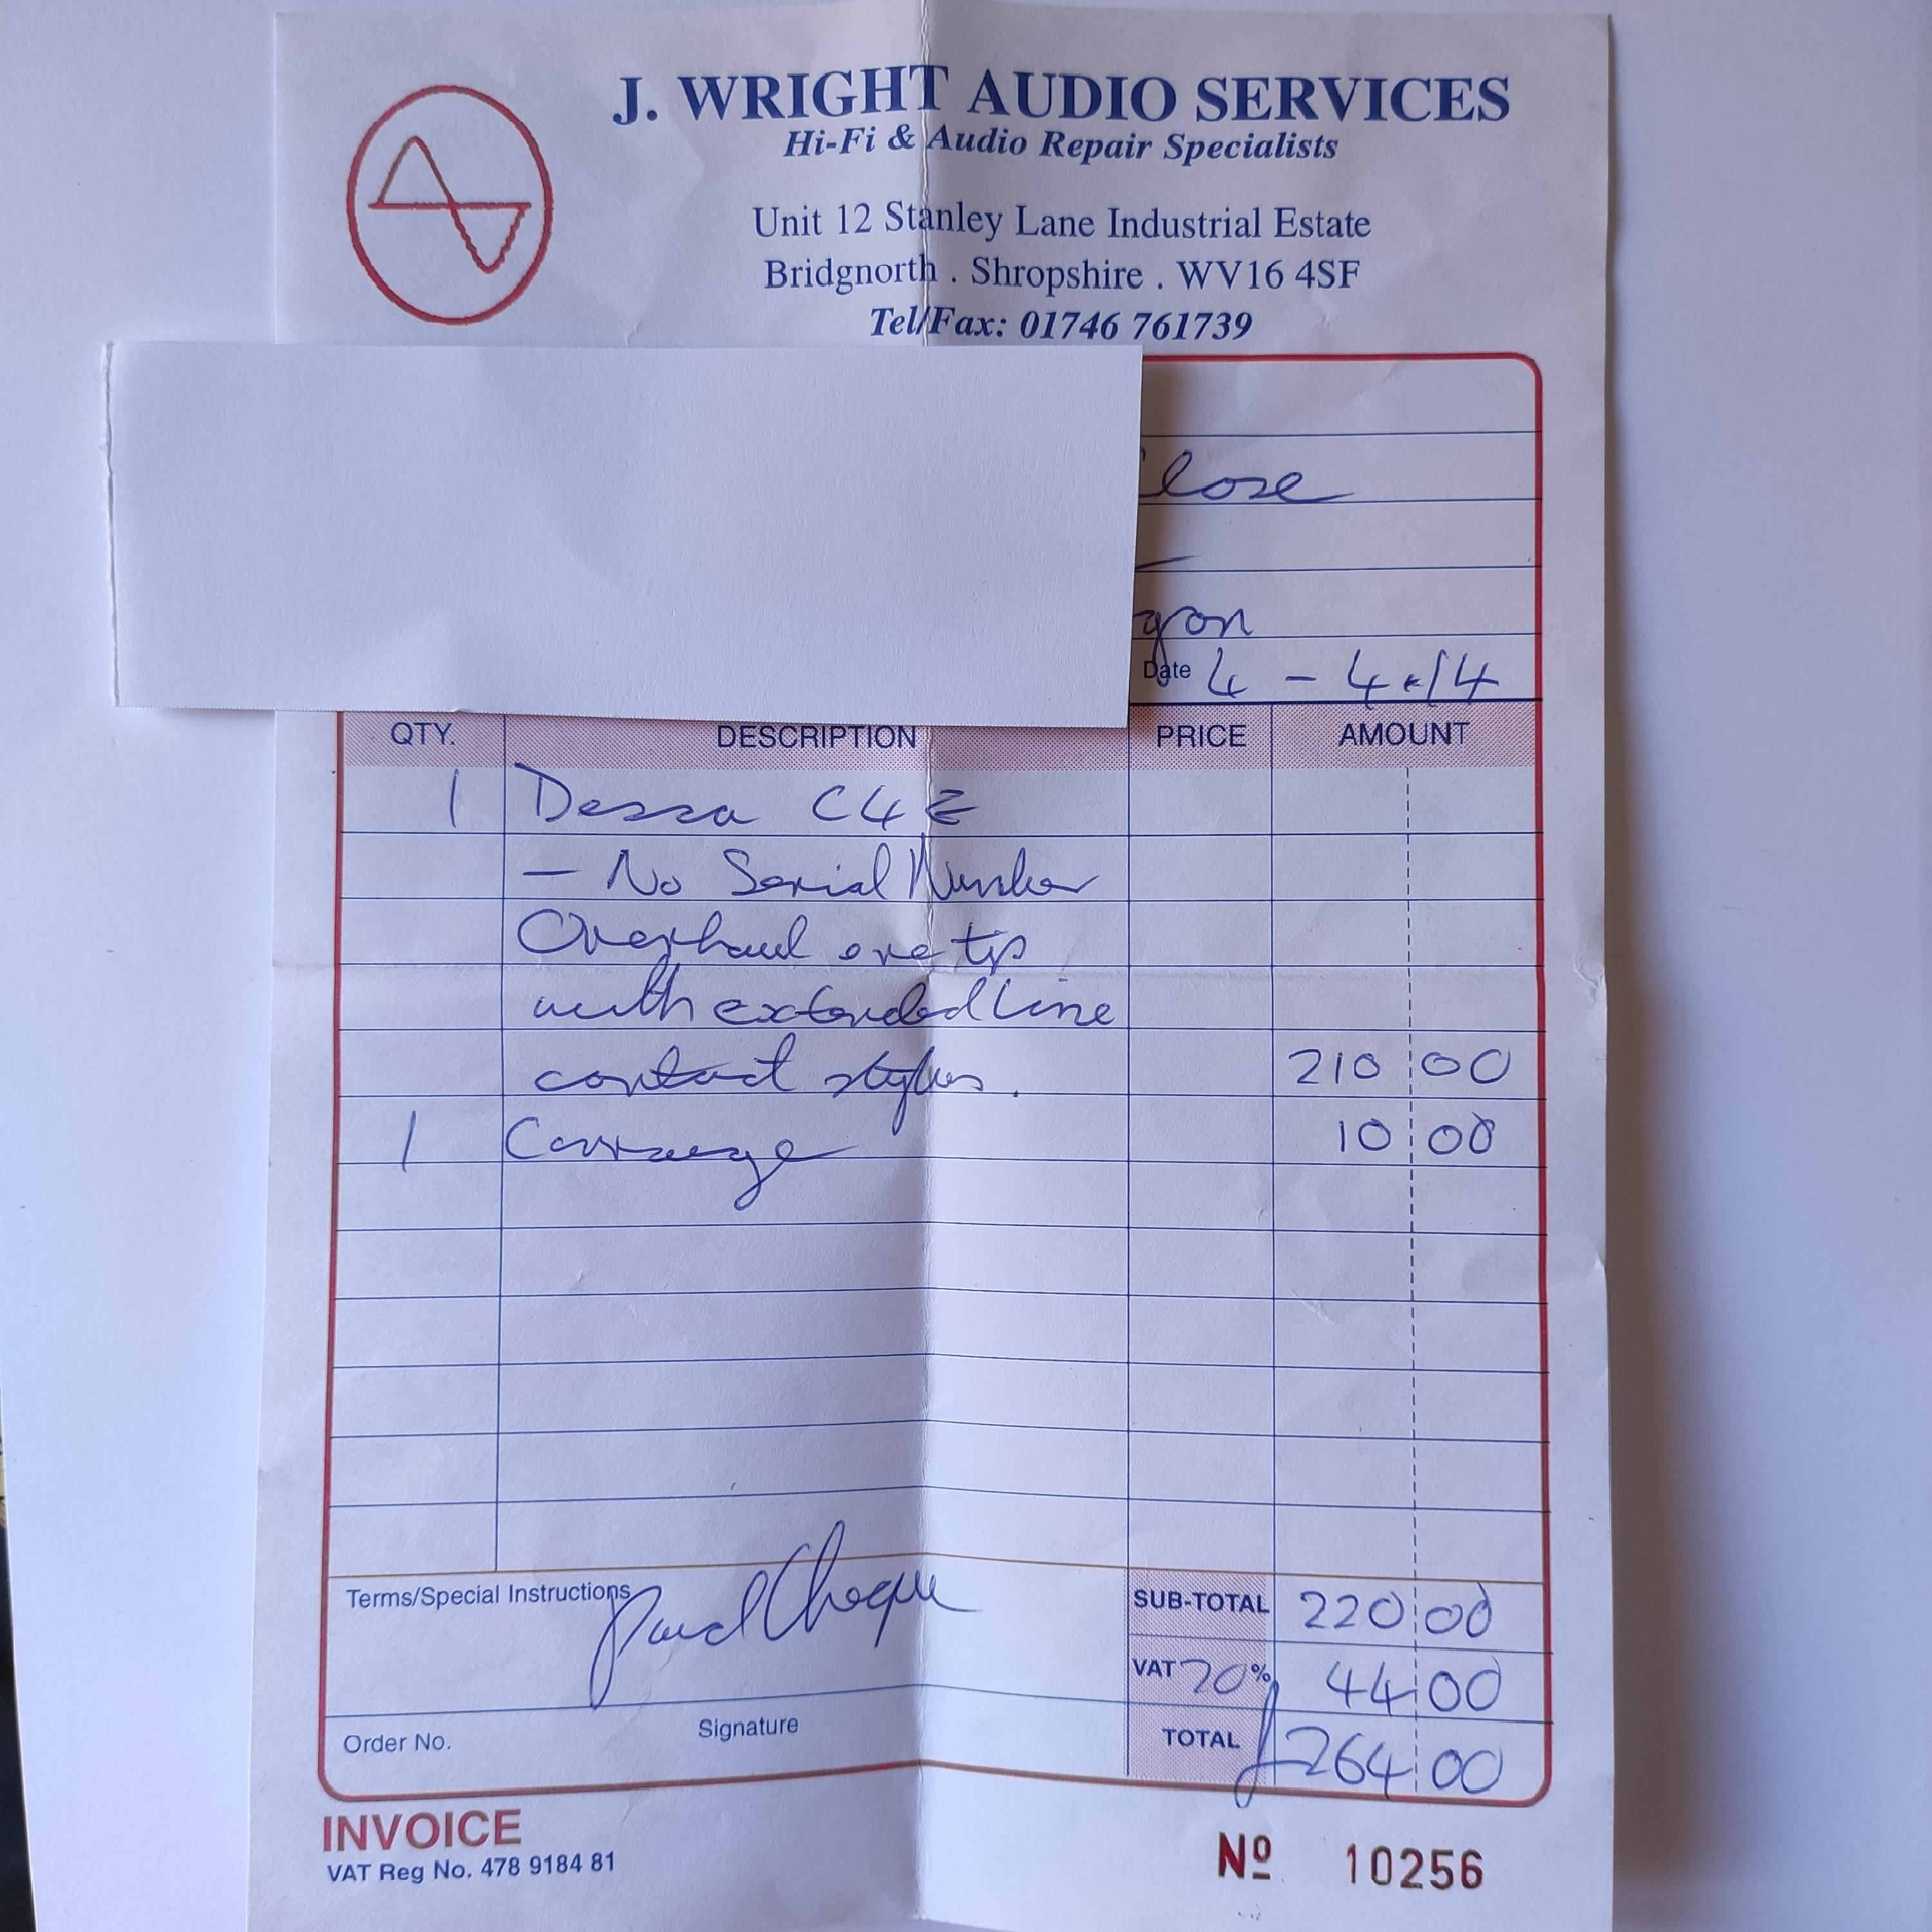 J. WRIGHT AUDIO SERVICES
Hi-Fi & Audio Repair Specialists
Unit 12 Stanley Lane Industrial Estate
Bridgnorth . Shropshire . WV16 4SF
Tel/Fax: 01746 761739
lose
gon
Date 4 - 4.14
QTY. DESCRIPTION PRICE AMOUNT
1 Decca C4E
- No Serial Number
Overhaul
with extended line
contact stylus. 210 00
1 Carriage 10 00
Terms/Special Instructions Paid Cheque SUB-TOTAL 220 00
VAT 20% 44 00
Order No. Signature TOTAL £264 00
INVOICE
VAT Reg No. 478 9184 81
Nº 10256